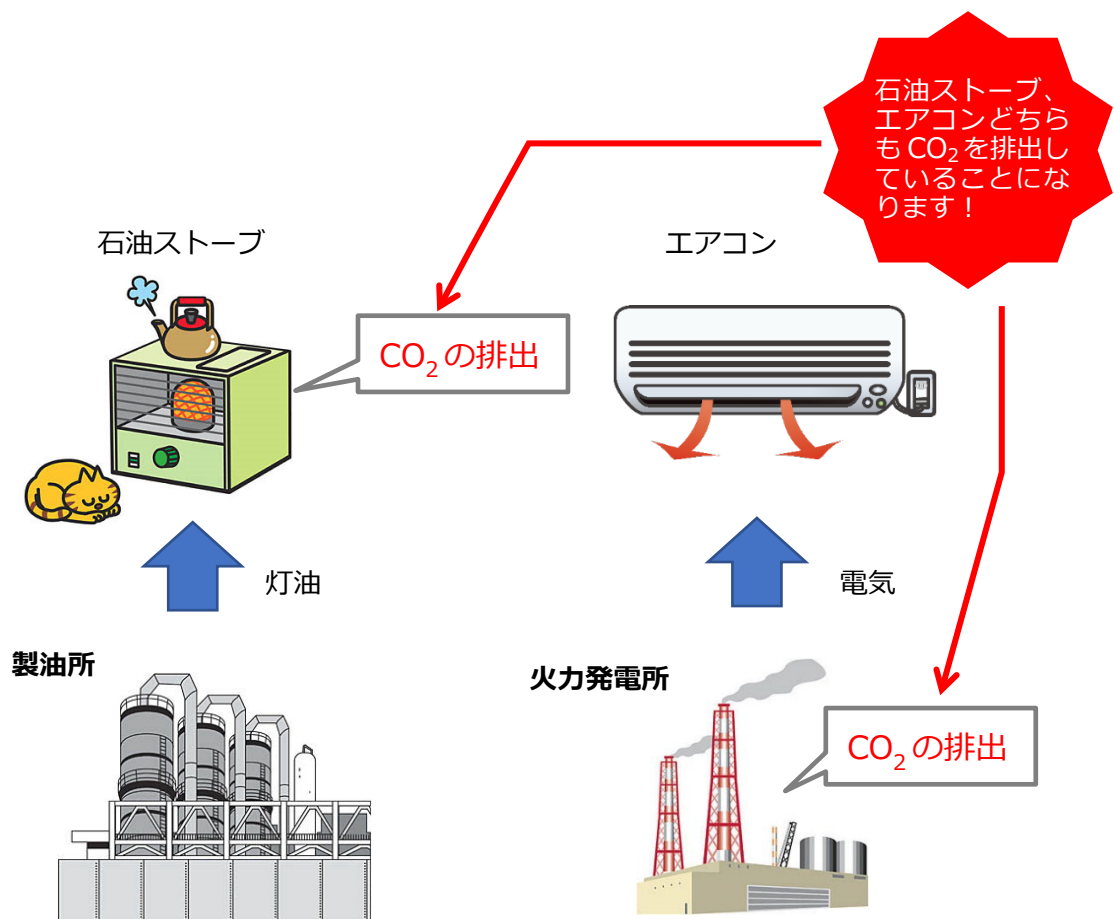 石油ストーブ、
エアコンどちら
も CO₂を排出し
ていることにな
ります！
石油ストーブ
エアコン
CO₂の排出
灯油
電気
製油所
火力発電所
CO₂の排出